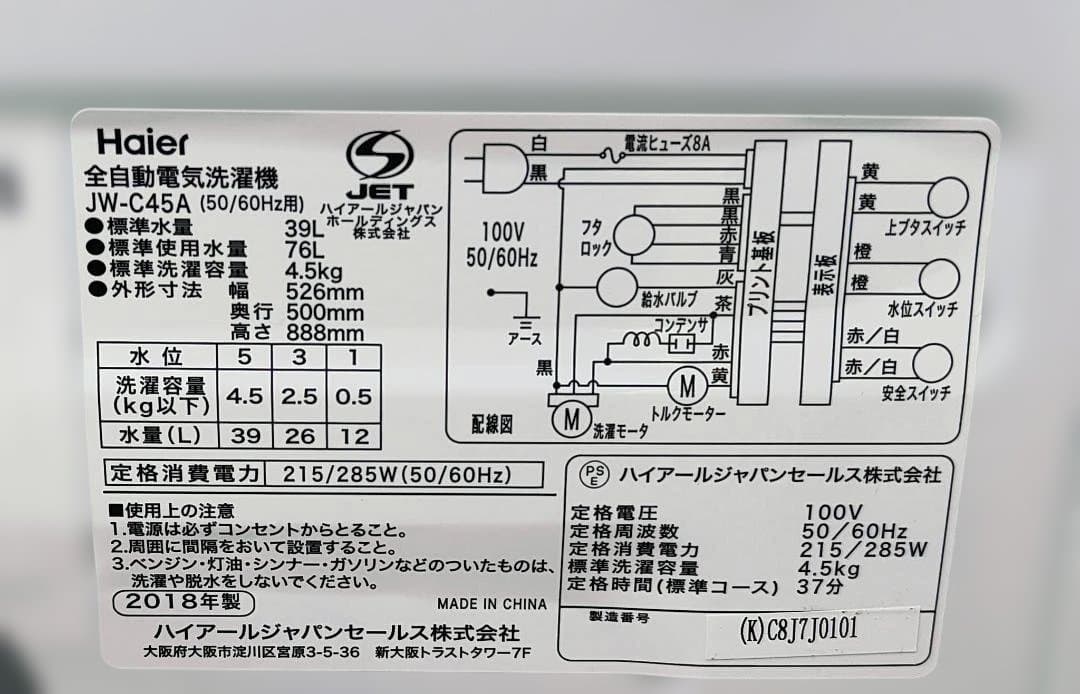 Haier
全自動電気洗濯機
JW-C45A (50/60Hz用)
●標準水量 39L
●標準使用水量 76L
●標準洗濯容量 4.5kg
●外形寸法 幅 526mm
奥行 500mm
高さ 888mm
JET
ハイアールジャパン
ホールディングス
株式会社
水位 5 3 1
洗濯容量 (kg以下) 4.5 2.5 0.5
水量(L) 39 26 12
白
電流ヒューズ8A
黒
100V
50/60Hz
アース
フタ
ロック
黒
黒
赤
青
灰
給水バルブ
茶
コンデンサ
赤
黒
黄
M
トルクモーター
M
洗濯モータ
配線図
プリント基板
表示板
黄
黄
上ブタスイッチ
橙
橙
水位スイッチ
赤/白
赤/白
安全スイッチ
定格消費電力 215/285W(50/60Hz)
■使用上の注意
1.電源は必ずコンセントからとること。
2.周囲に間隔をおいて設置すること。
3.ベンジン・灯油・シンナー・ガソリンなどのついたものは、
洗濯や脱水をしないでください。
2018年製
MADE IN CHINA
ハイアールジャパンセールス株式会社
大阪府大阪市淀川区宮原3-5-36 新大阪トラストタワー7F
PSE ハイアールジャパンセールス株式会社
定格電圧 100V
定格周波数 50/60Hz
定格消費電力 215/285W
標準洗濯容量 4.5kg
定格時間(標準コース) 37分
製造番号
(K)C8J7J0101